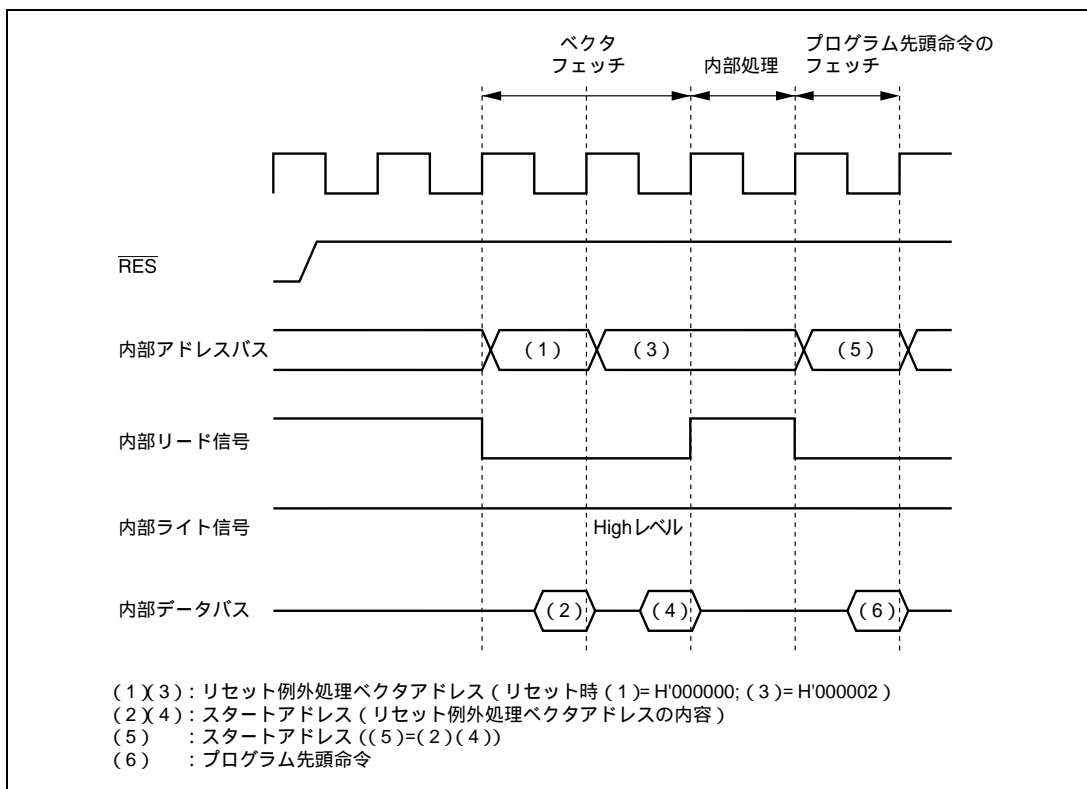 ベクタ
フェッチ
内部処理
プログラム先頭命令の
フェッチ
RES
内部アドレスバス
(1)
(3)
(5)
内部リード信号
内部ライト信号
Highレベル
内部データバス
(2)
(4)
(6)
(1)(3):リセット例外処理ベクタアドレス(リセット時(1)= H'000000; (3)= H'000002)
(2)(4):スタートアドレス(リセット例外処理ベクタアドレスの内容)
(5) :スタートアドレス((5)=(2)(4))
(6) :プログラム先頭命令